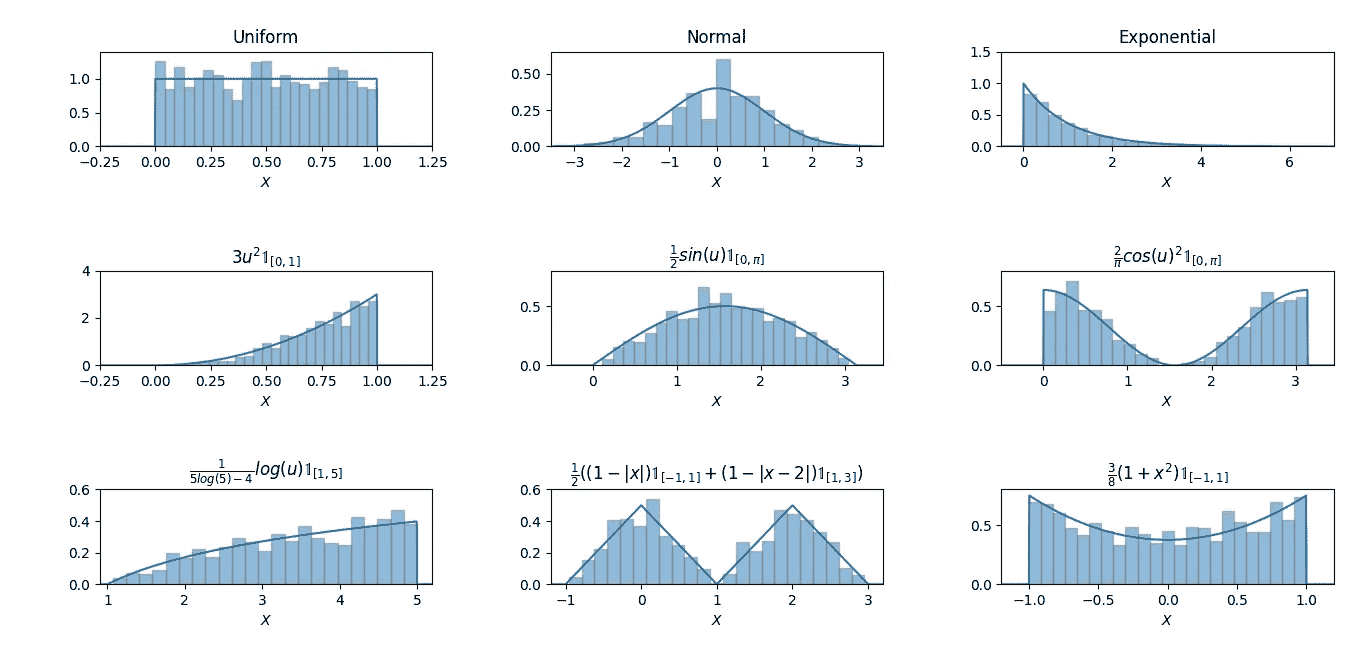 Uniform
1.0
0.5
0.0
−0.25 0.00 0.25 0.50 0.75 1.00 1.25
X
Normal
0.50
0.25
0.00
−3 −2 −1 0 1 2 3
X
Exponential
1.5
1.0
0.5
0.0
0 2 4 6
X
3u²𝟙[0, 1]
4
2
0
−0.25 0.00 0.25 0.50 0.75 1.00 1.25
X
½sin(u)𝟙[0, π]
0.5
0.0
0 1 2 3
X
2/π cos(u)²𝟙[0, π]
0.5
0.0
0 1 2 3
X
1/(5log(5)−4) log(u)𝟙[1, 5]
0.6
0.4
0.2
0.0
1 2 3 4 5
X
½((1 − |x|)𝟙[−1, 1] + (1 − |x − 2|)𝟙[1, 3])
0.6
0.4
0.2
0.0
−1 0 1 2 3
X
3/8(1 + x²)𝟙[−1, 1]
0.5
0.0
−1.0 −0.5 0.0 0.5 1.0
X